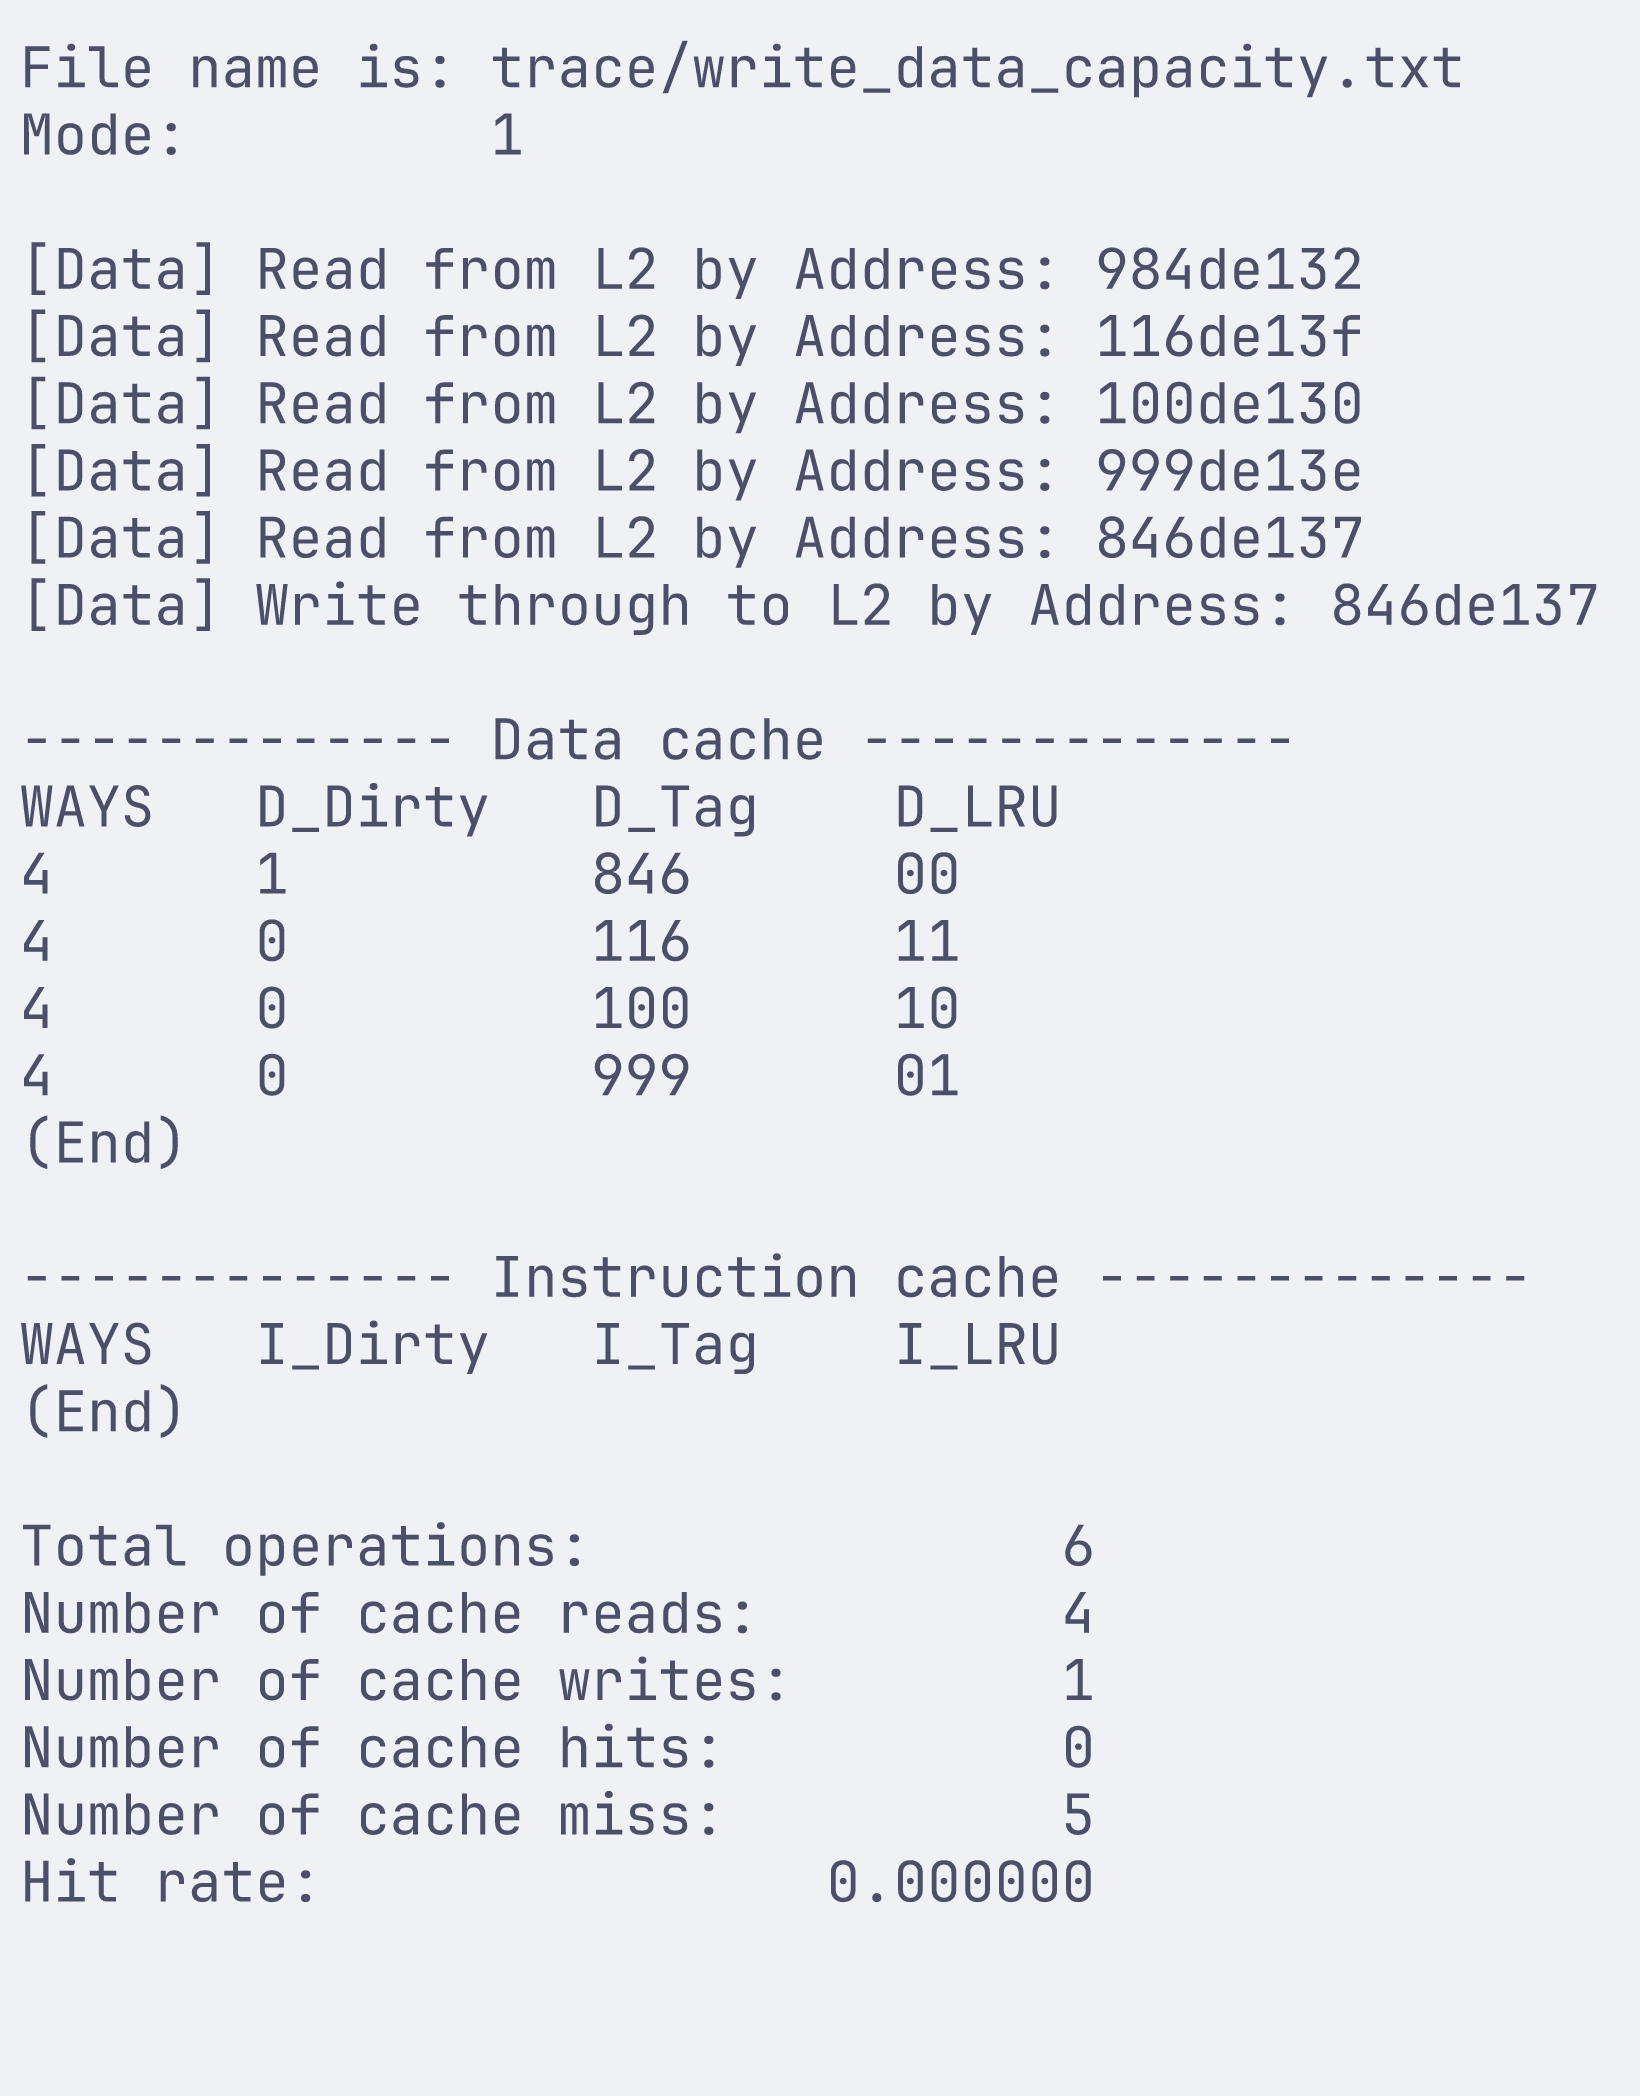 File name is: trace/write_data_capacity.txt
Mode:         1

[Data] Read from L2 by Address: 984de132
[Data] Read from L2 by Address: 116de13f
[Data] Read from L2 by Address: 100de130
[Data] Read from L2 by Address: 999de13e
[Data] Read from L2 by Address: 846de137
[Data] Write through to L2 by Address: 846de137

------------- Data cache -------------
WAYS   D_Dirty   D_Tag    D_LRU
4      1         846      00
4      0         116      11
4      0         100      10
4      0         999      01
(End)

------------- Instruction cache -------------
WAYS   I_Dirty   I_Tag    I_LRU
(End)

Total operations:              6
Number of cache reads:         4
Number of cache writes:        1
Number of cache hits:          0
Number of cache miss:          5
Hit rate:               0.000000